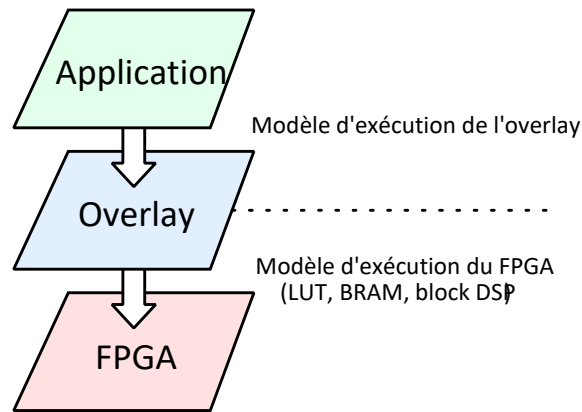 Application
Modèle d'exécution de l'overlay
Overlay
Modèle d'exécution du FPGA
(LUT, BRAM, block DSP)
FPGA